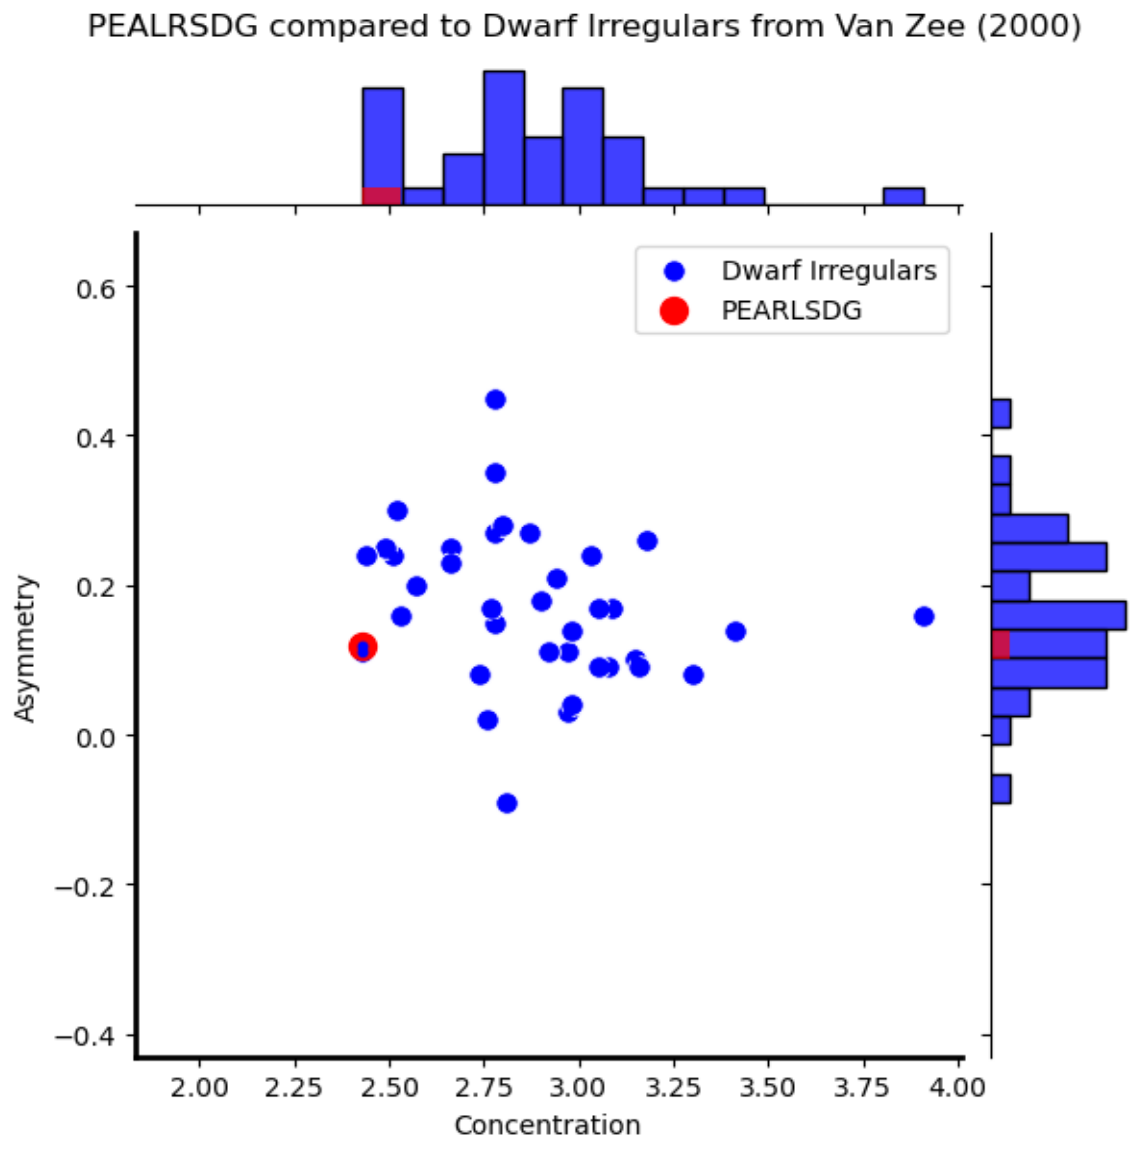 PEALRSDG compared to Dwarf Irregulars from Van Zee (2000)
Dwarf Irregulars
PEARLSDG
0.6
0.4
0.2
0.0
−0.2
−0.4
Asymmetry
2.00 2.25 2.50 2.75 3.00 3.25 3.50 3.75 4.00
Concentration